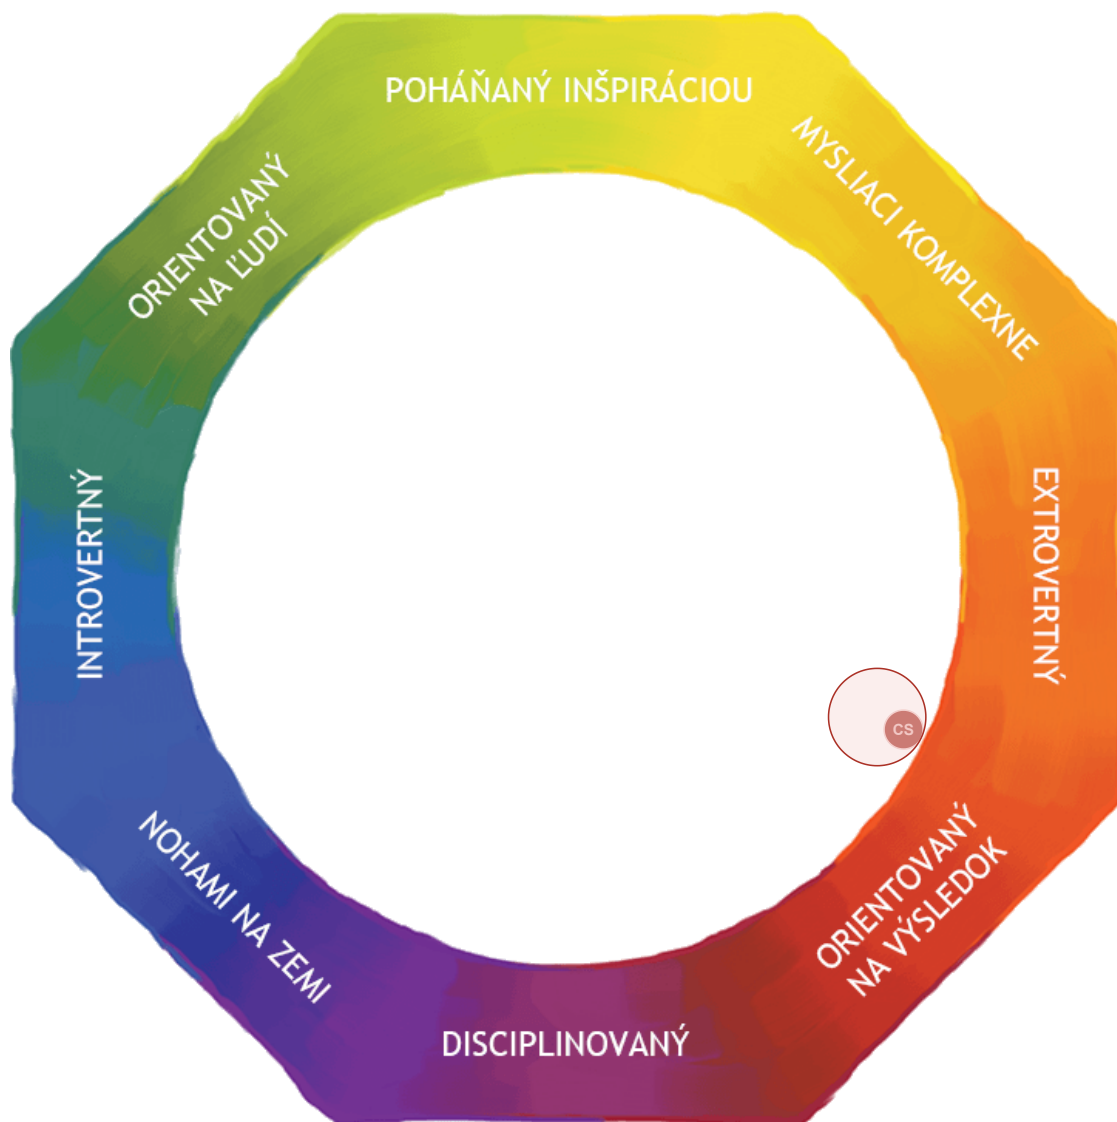 POHÁŇANÝ INŠPIRÁCIOU
MYSLIACI KOMPLEXNE
EXTROVERTNÝ
ORIENTOVANÝ
NA VÝSLEDOK
DISCIPLINOVANÝ
NOHAMI NA ZEMI
INTROVERTNÝ
ORIENTOVANÝ
NA ĽUDÍ
CS